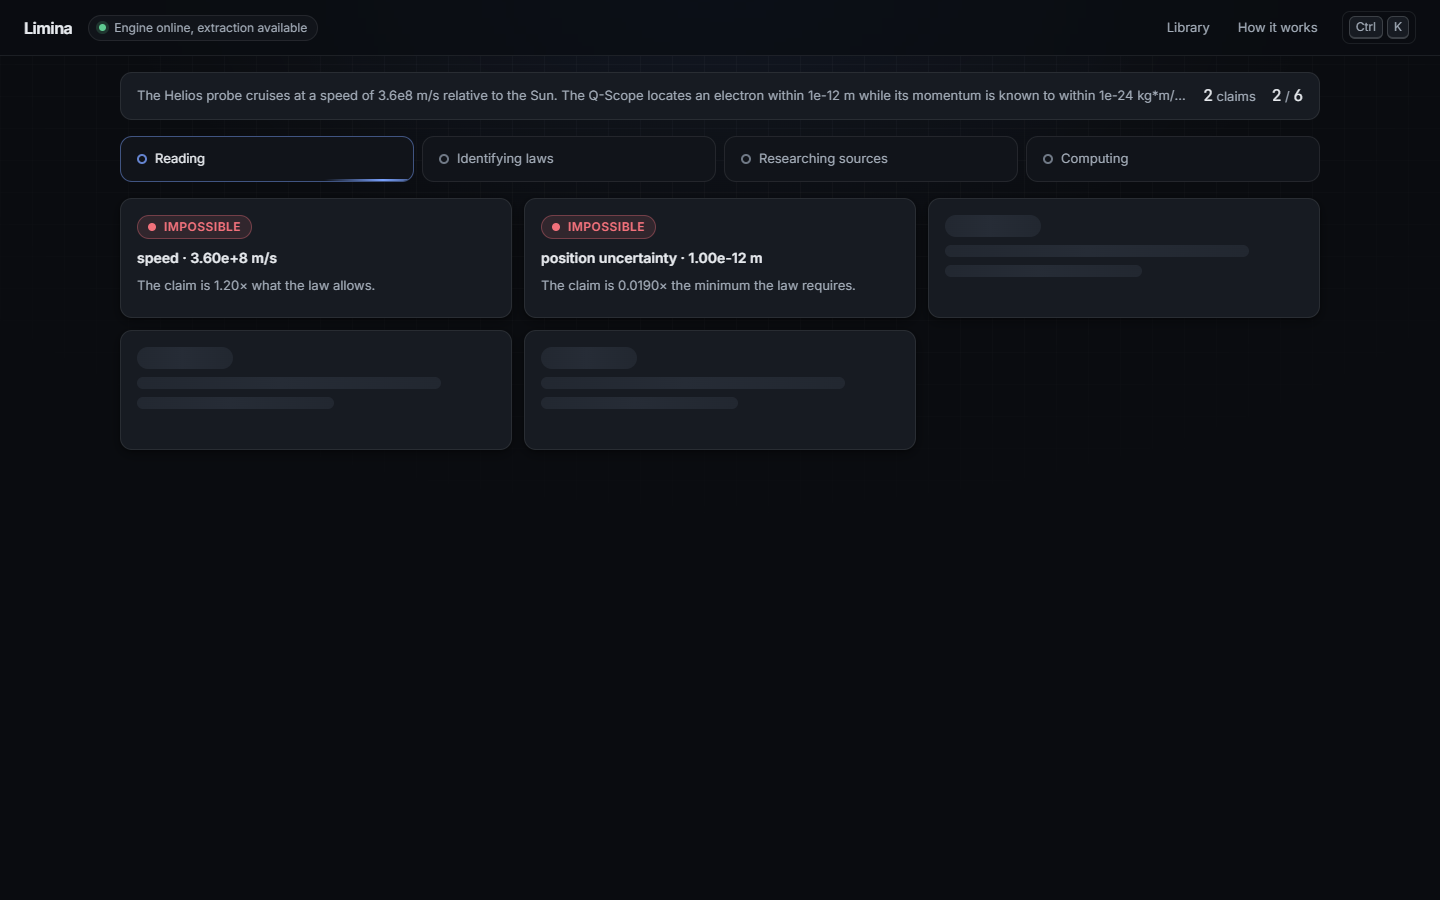 Limina
Engine online, extraction available
Library
How it works
Ctrl K
The Helios probe cruises at a speed of 3.6e8 m/s relative to the Sun. The Q-Scope locates an electron within 1e-12 m while its momentum is known to within 1e-24 kg*m/...
2 claims
2 / 6
Reading
Identifying laws
Researching sources
Computing
IMPOSSIBLE
speed · 3.60e+8 m/s
The claim is 1.20× what the law allows.
IMPOSSIBLE
position uncertainty · 1.00e-12 m
The claim is 0.0190× the minimum the law requires.